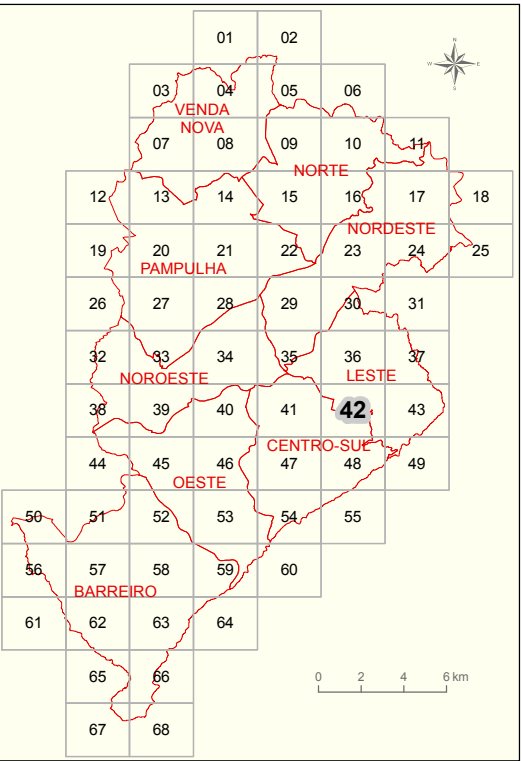 01 02
N
W E
S
03 04 05 06
VENDA
NOVA
07 08 09 10 11
NORTE
12 13 14 15 16 17 18
NORDESTE
19 20 21 22 23 24 25
PAMPULHA
26 27 28 29 30 31
32 33 34 35 36 37
NOROESTE LESTE
38 39 40 41 42 43
CENTRO-SUL
44 45 46 47 48 49
OESTE
50 51 52 53 54 55
56 57 58 59 60
BARREIRO
61 62 63 64
65 66
0 2 4 6 km
67 68